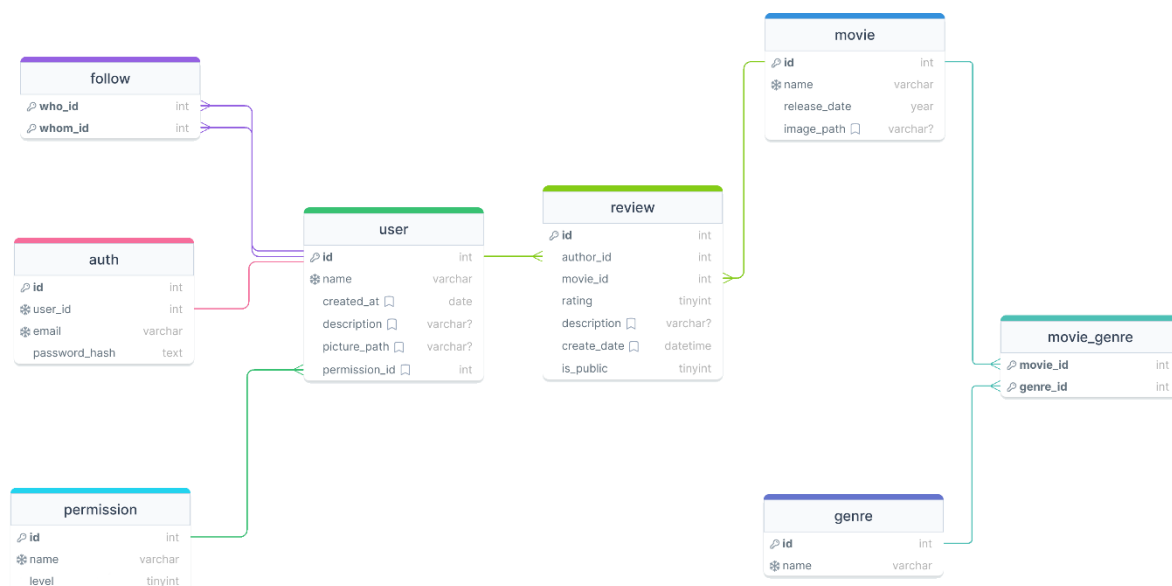 follow
who_id int
whom_id int
auth
id int
user_id int
email varchar
password_hash text
permission
id int
name varchar
level tinyint
user
id int
name varchar
created_at date
description varchar?
picture_path varchar?
permission_id int
review
id int
author_id int
movie_id int
rating tinyint
description varchar?
create_date datetime
is_public tinyint
movie
id int
name varchar
release_date year
image_path varchar?
genre
id int
name varchar
movie_genre
movie_id int
genre_id int